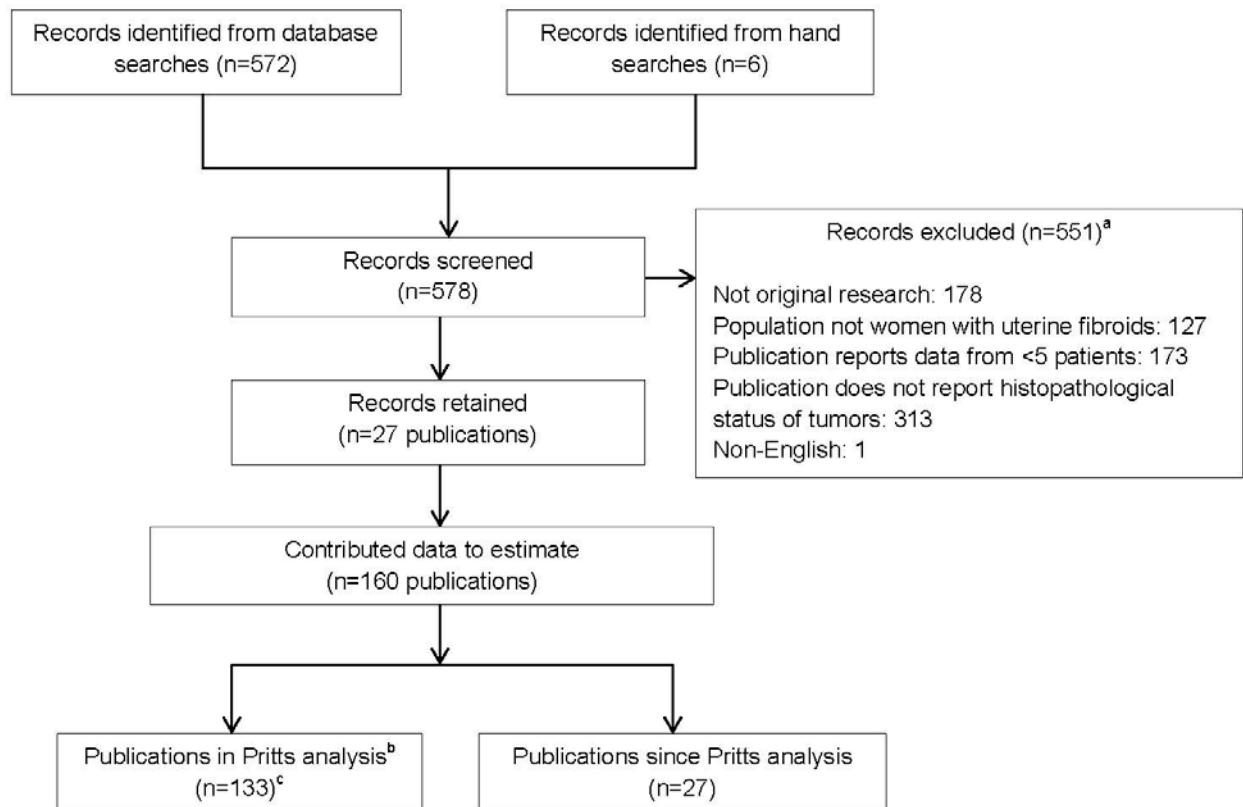 Records identified from database
searches (n=572)
Records identified from hand
searches (n=6)
Records screened
(n=578)
Records excluded (n=551)a
Not original research: 178
Population not women with uterine fibroids: 127
Publication reports data from <5 patients: 173
Publication does not report histopathological
status of tumors: 313
Non-English: 1
Records retained
(n=27 publications)
Contributed data to estimate
(n=160 publications)
Publications in Pritts analysisb
(n=133)c
Publications since Pritts analysis
(n=27)